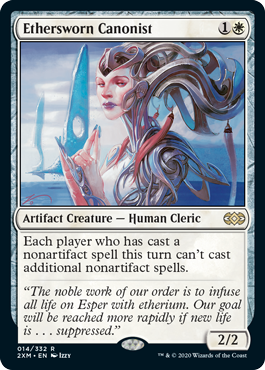 Ethersworn Canonist 1
Artifact Creature — Human Cleric
Each player who has cast a
nonartifact spell this turn can't cast
additional nonartifact spells.
“The noble work of our order is to infuse
all life on Esper with etherium. Our goal
will be reached more rapidly if new life
is . . . suppressed.”
2/2
014/332 R
2XM • EN Izzy
™ & © 2020 Wizards of the Coast